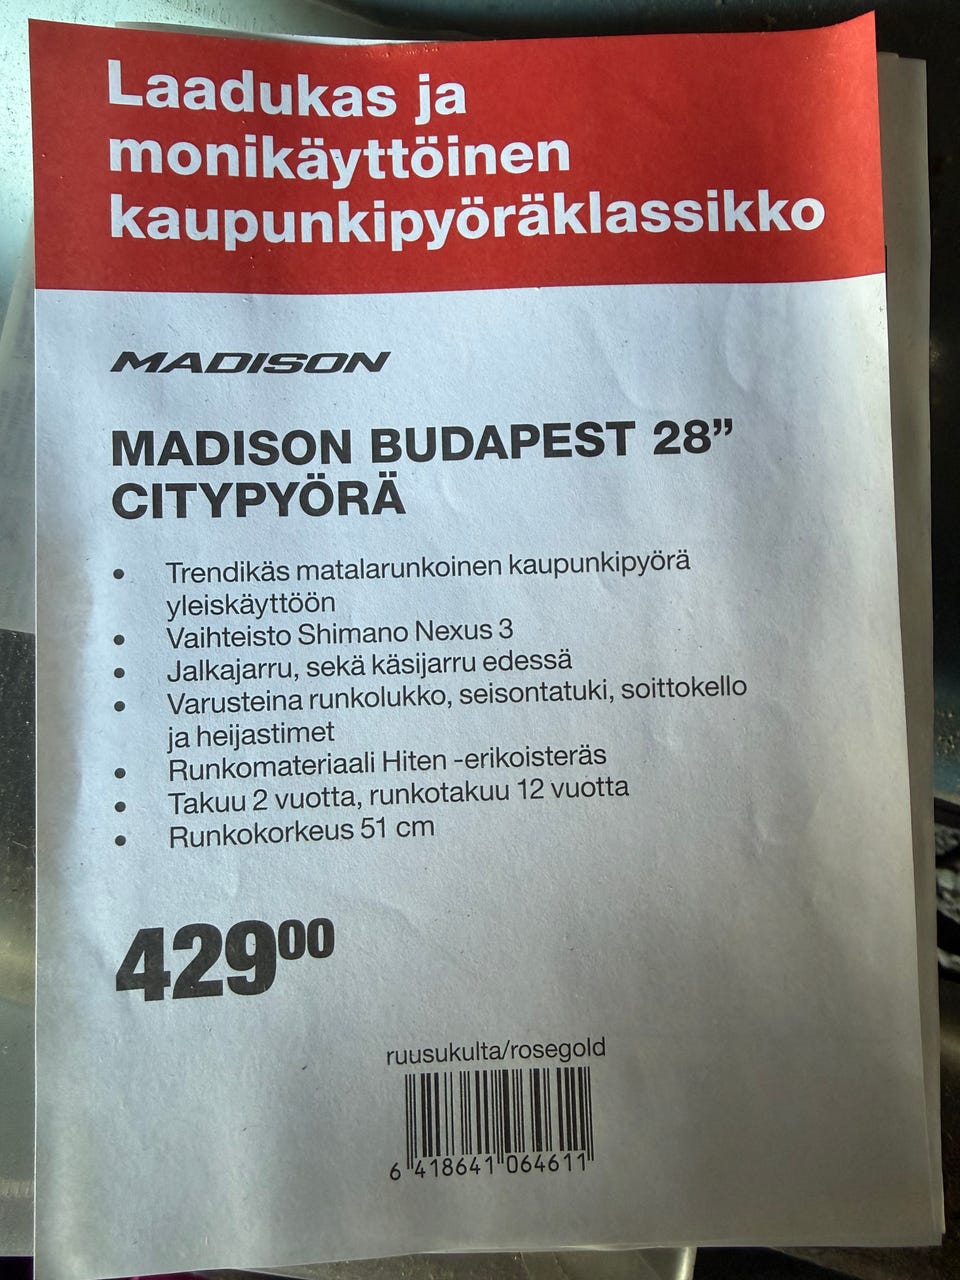 Laadukas ja
monikäyttöinen
kaupunkipyöräklassikko
MADISON
MADISON BUDAPEST 28”
CITYPYÖRÄ
• Trendikäs matalarunkoinen kaupunkipyörä
yleiskäyttöön
• Vaihteisto Shimano Nexus 3
• Jalkajarru, sekä käsijarru edessä
• Varusteina runkolukko, seisontatuki, soittokello
ja heijastimet
• Runkomateriaali Hiten -erikoisteräs
• Takuu 2 vuotta, runkotakuu 12 vuotta
• Runkokorkeus 51 cm
42900
ruusukulta/rosegold
6 418641 064611